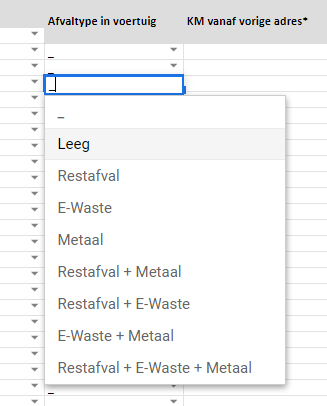 Afvaltype in voertuig KM vanaf vorige adres*
_
_
_
_
Leeg
Restafval
E-Waste
Metaal
Restafval + Metaal
Restafval + E-Waste
E-Waste + Metaal
Restafval + E-Waste + Metaal
_